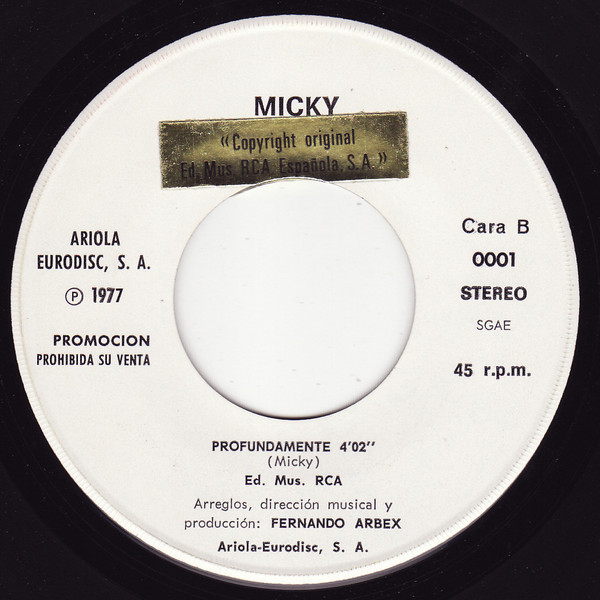 MICKY
«Copyright original
Ed. Mus. RCA Española, S.A.»
ARIOLA
EURODISC, S. A.
Ⓟ 1977
PROMOCION
PROHIBIDA SU VENTA
Cara B
0001
STEREO
SGAE
45 r.p.m.
PROFUNDAMENTE 4'02''
(Micky)
Ed. Mus. RCA
Arreglos, dirección musical y
producción: FERNANDO ARBEX
Ariola-Eurodisc, S. A.